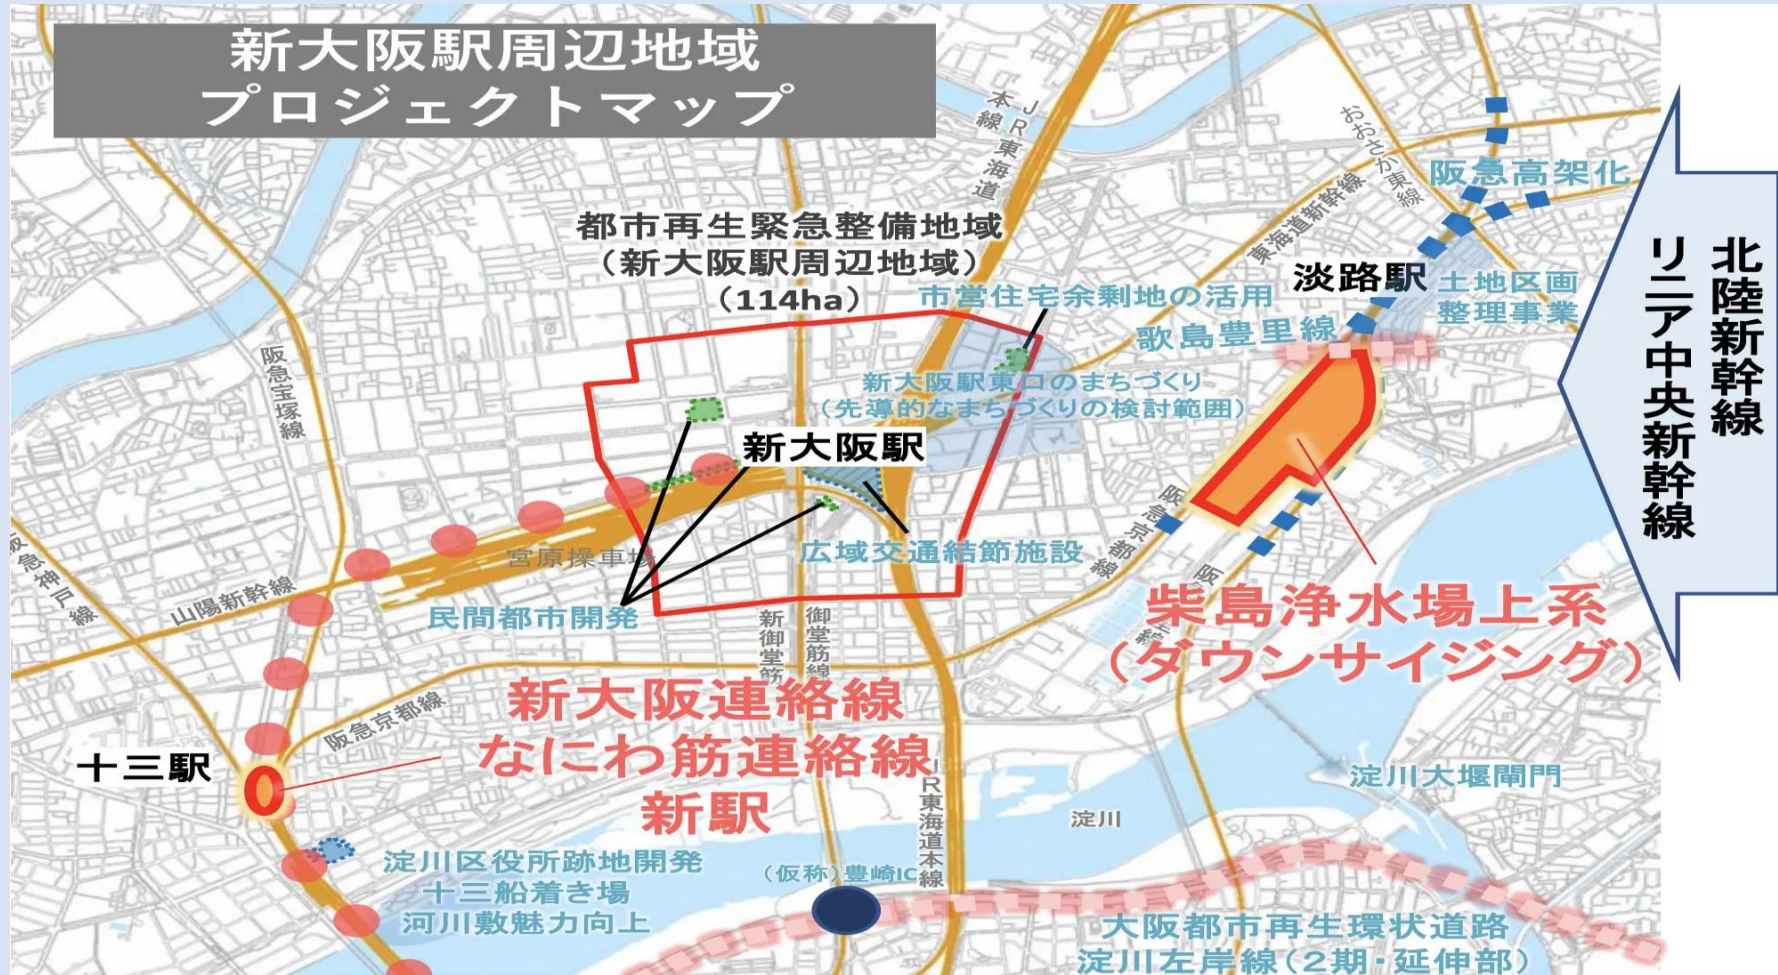 新大阪駅周辺地域
プロジェクトマップ
JR東海道
本線
おおさか東線
阪急高架化
東海道新幹線
都市再生緊急整備地域
（新大阪駅周辺地域）
（114ha）
市営住宅余剰地の活用
淡路駅
土地区画
整理事業
歌島豊里線
北陸新幹線
リニア中央新幹線
阪急宝塚線
新大阪駅東口のまちづくり
（先導的なまちづくりの検討範囲）
新大阪駅
阪急京都線
宮原操車場
広域交通結節施設
阪急神戸線
山陽新幹線
民間都市開発
新御堂筋
御堂筋線
柴島浄水場上系
（ダウンサイジング）
新大阪連絡線
なにわ筋連絡線
新駅
阪急京都線
十三駅
JR東海道本線
淀川大堰閘門
淀川
淀川区役所跡地開発
十三船着き場
河川敷魅力向上
（仮称）豊崎IC
大阪都市再生環状道路
淀川左岸線（2期・延伸部）